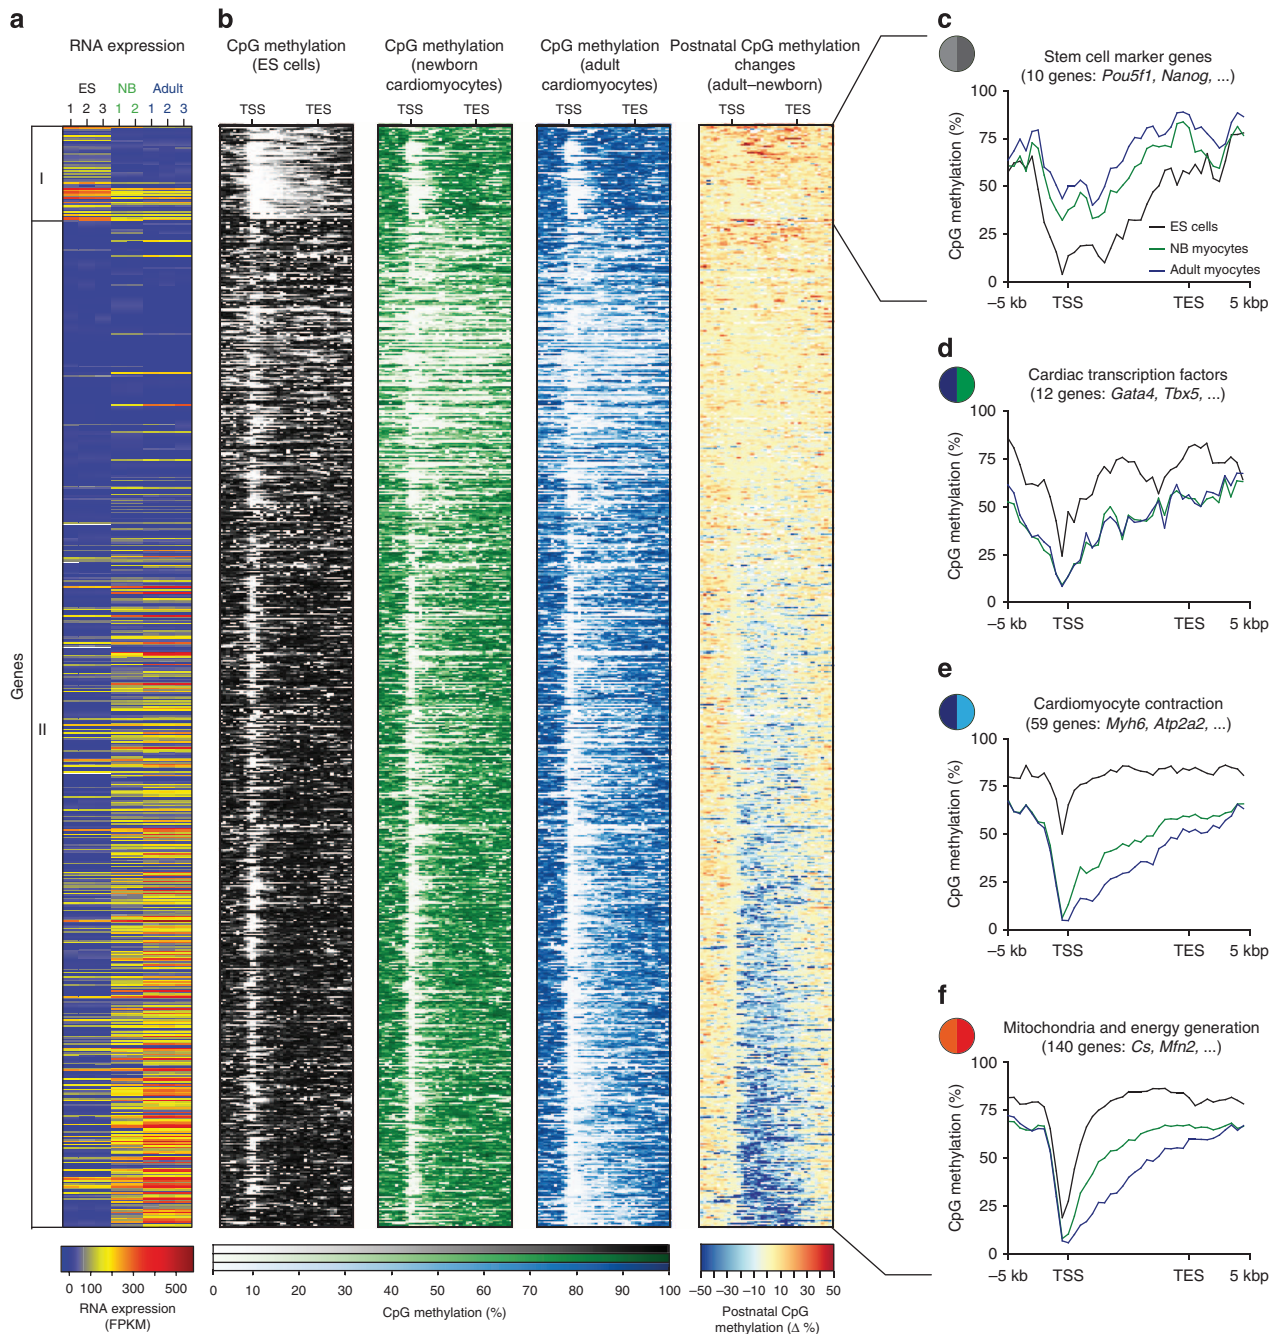 a
RNA expression
ES NB Adult
1 2 3 1 2 1 2 3
Genes
I
II
0 100 300 500
RNA expression
(FPKM)
b
CpG methylation
(ES cells)
TSS TES
CpG methylation
(newborn
cardiomyocytes)
TSS TES
CpG methylation
(adult
cardiomyocytes)
TSS TES
Postnatal CpG methylation
changes
(adult–newborn)
TSS TES
0 10 20 30 40 50 60 70 80 90 100
CpG methylation (%)
−50 −30 −10 10 30 50
Postnatal CpG
methylation (Δ %)
c
Stem cell marker genes
(10 genes: Pou5f1, Nanog, ...)
CpG methylation (%)
100
75
50
25
0
ES cells
NB myocytes
Adult myocytes
−5 kb TSS TES 5 kbp
d
Cardiac transcription factors
(12 genes: Gata4, Tbx5, ...)
CpG methylation (%)
100
75
50
25
0
−5 kb TSS TES 5 kbp
e
Cardiomyocyte contraction
(59 genes: Myh6, Atp2a2, ...)
CpG methylation (%)
100
75
50
25
0
−5 kb TSS TES 5 kbp
f
Mitochondria and energy generation
(140 genes: Cs, Mfn2, ...)
CpG methylation (%)
100
75
50
25
0
−5 kb TSS TES 5 kbp